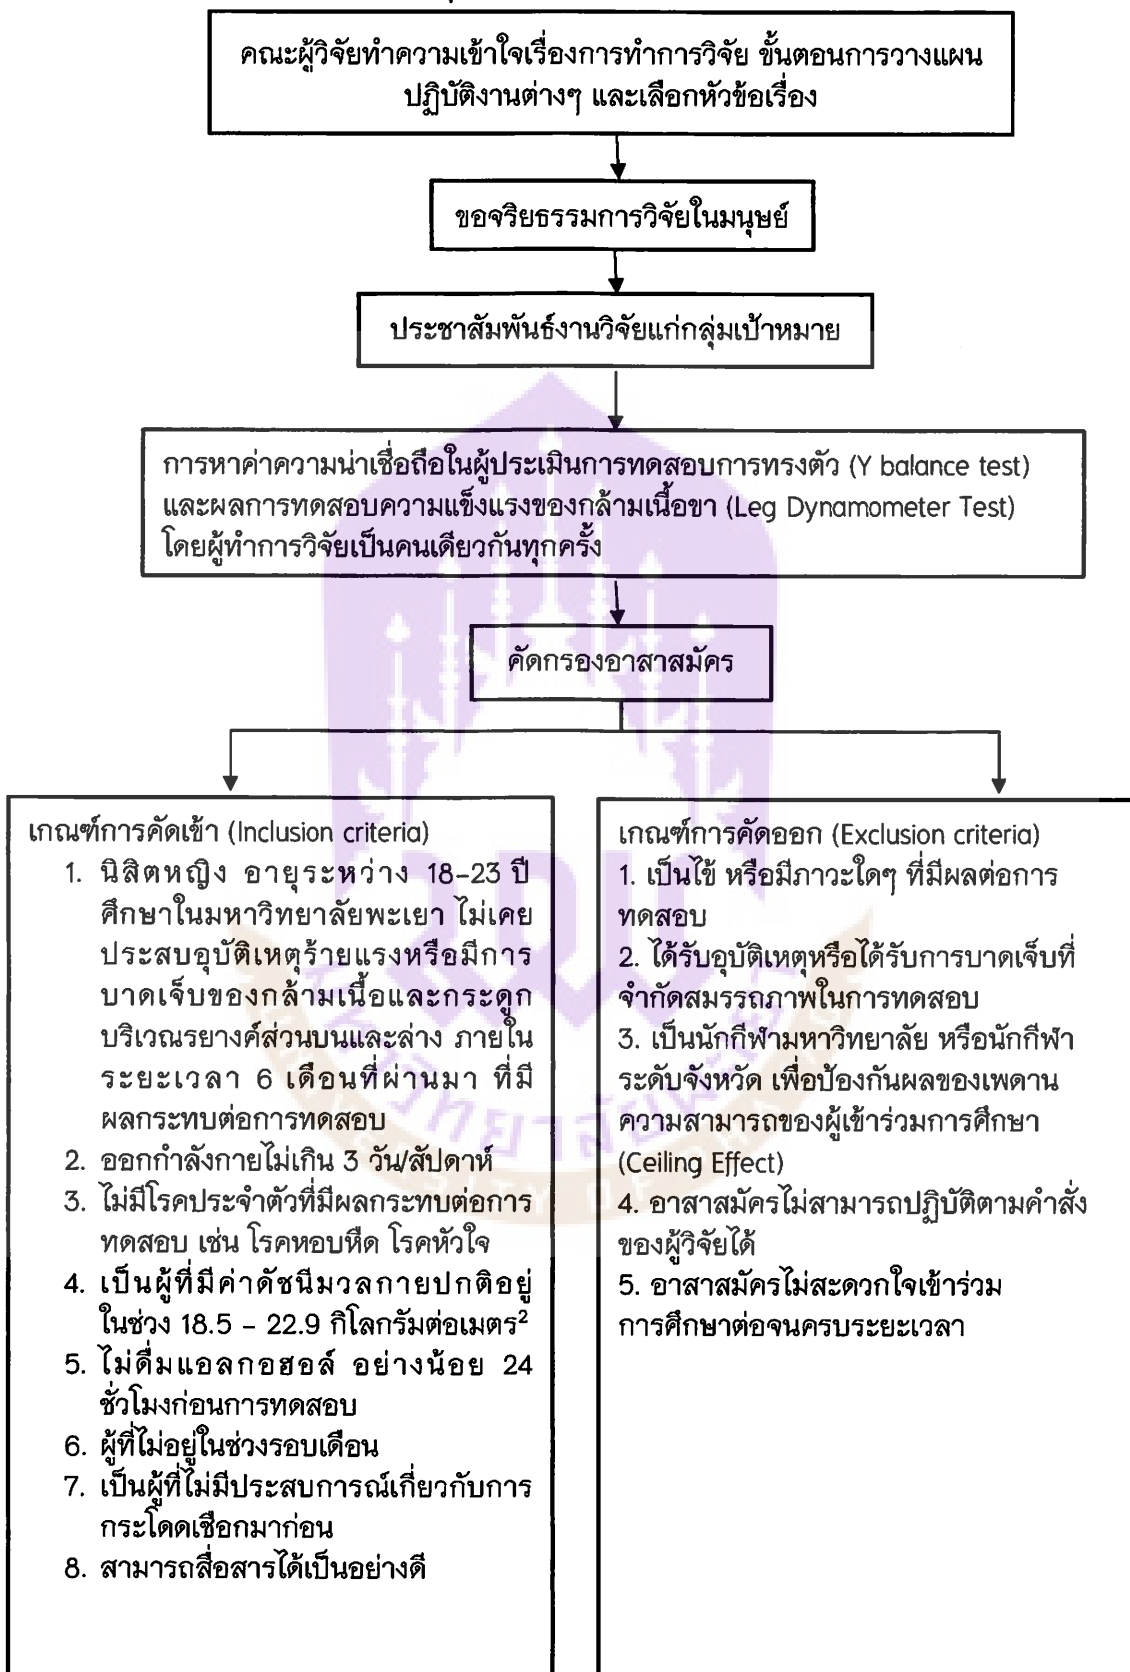 คณะผู้วิจัยทำความเข้าใจเรื่องการทำการวิจัย ขั้นตอนการวางแผน
ปฏิบัติงานต่างๆ และเลือกหัวข้อเรื่อง
ขอจริยธรรมการวิจัยในมนุษย์
ประชาสัมพันธ์งานวิจัยแก่กลุ่มเป้าหมาย
การหาค่าความน่าเชื่อถือในผู้ประเมินการทดสอบการทรงตัว (Y balance test)
และผลการทดสอบความแข็งแรงของกล้ามเนื้อขา (Leg Dynamometer Test)
โดยผู้ทำการวิจัยเป็นคนเดียวกันทุกครั้ง
คัดกรองอาสาสมัคร
เกณฑ์การคัดเข้า (Inclusion criteria)
1. นิสิตหญิง อายุระหว่าง 18-23 ปี
ศึกษาในมหาวิทยาลัยพะเยา ไม่เคย
ประสบอุบัติเหตุร้ายแรงหรือมีการ
บาดเจ็บของกล้ามเนื้อและกระดูก
บริเวณรยางค์ส่วนบนและล่าง ภายใน
ระยะเวลา 6 เดือนที่ผ่านมา ที่มี
ผลกระทบต่อการทดสอบ
2. ออกกำลังกายไม่เกิน 3 วัน/สัปดาห์
3. ไม่มีโรคประจำตัวที่มีผลกระทบต่อการ
ทดสอบ เช่น โรคหอบหืด โรคหัวใจ
4. เป็นผู้ที่มีค่าดัชนีมวลกายปกติอยู่
ในช่วง 18.5 – 22.9 กิโลกรัมต่อเมตร²
5. ไม่ดื่มแอลกอฮอล์ อย่างน้อย 24
ชั่วโมงก่อนการทดสอบ
6. ผู้ที่ไม่อยู่ในช่วงรอบเดือน
7. เป็นผู้ที่ไม่มีประสบการณ์เกี่ยวกับการ
กระโดดเชือกมาก่อน
8. สามารถสื่อสารได้เป็นอย่างดี
เกณฑ์การคัดออก (Exclusion criteria)
1. เป็นไข้ หรือมีภาวะใดๆ ที่มีผลต่อการ
ทดสอบ
2. ได้รับอุบัติเหตุหรือได้รับการบาดเจ็บที่
จำกัดสมรรถภาพในการทดสอบ
3. เป็นนักกีฬามหาวิทยาลัย หรือนักกีฬา
ระดับจังหวัด เพื่อป้องกันผลของเพดาน
ความสามารถของผู้เข้าร่วมการศึกษา
(Ceiling Effect)
4. อาสาสมัครไม่สามารถปฏิบัติตามคำสั่ง
ของผู้วิจัยได้
5. อาสาสมัครไม่สะดวกใจเข้าร่วม
การศึกษาต่อจนครบระยะเวลา